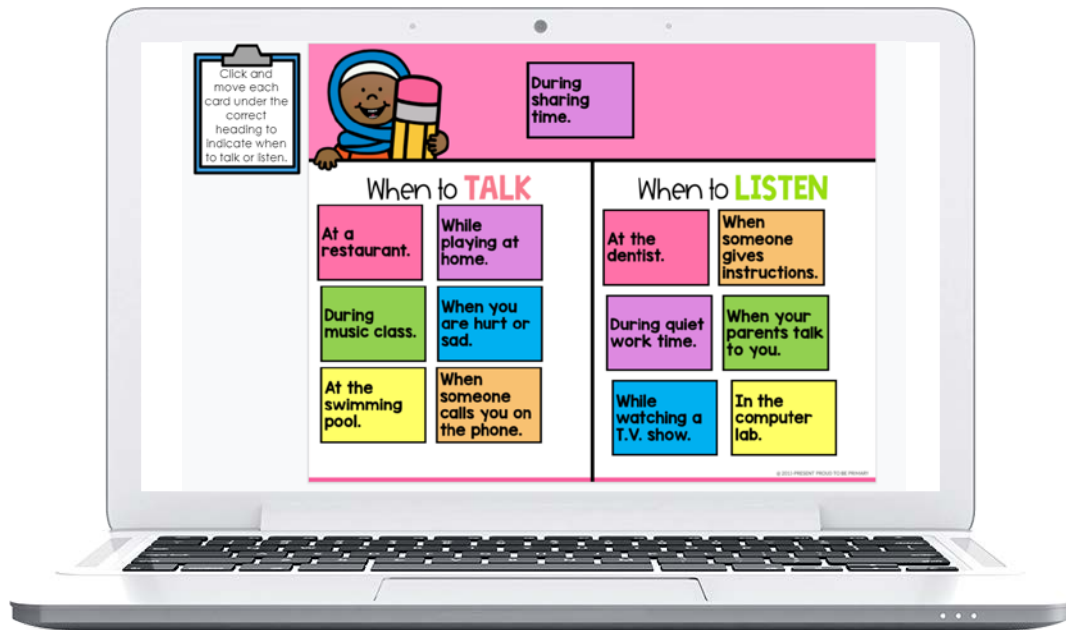 Click and
move each
card under the
correct
heading to
indicate when
to talk or listen.
During
sharing
time.
When to TALK
At a
restaurant.
While
playing at
home.
During
music class.
When you
are hurt or
sad.
At the
swimming
pool.
When
someone
calls you on
the phone.
When to LISTEN
At the
dentist.
When
someone
gives
instructions.
During quiet
work time.
When your
parents talk
to you.
While
watching a
T.V. show.
In the
computer
lab.